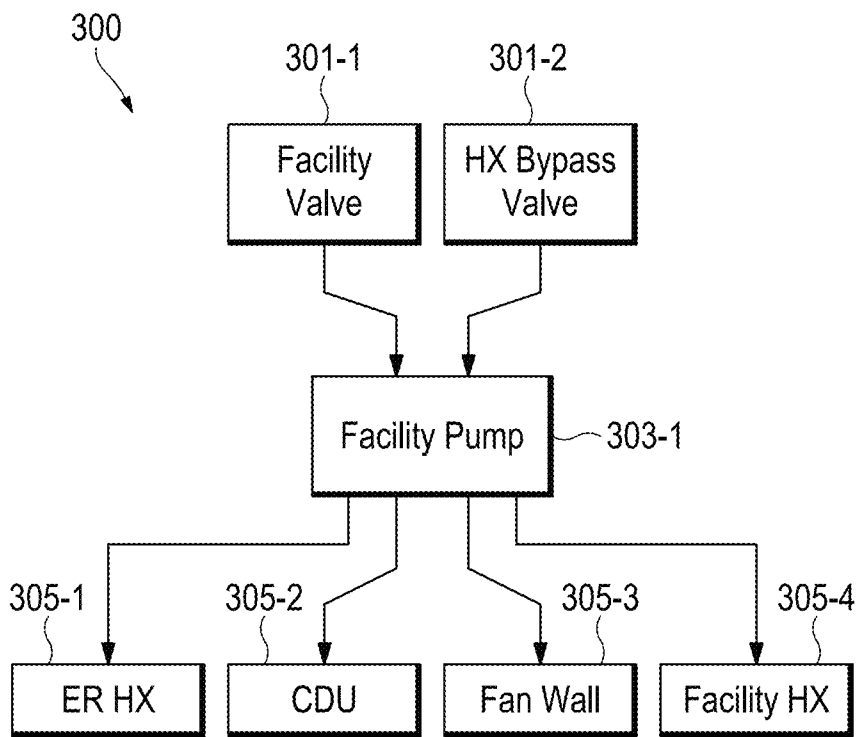 300
301-1
301-2
Facility
Valve
HX Bypass
Valve
Facility Pump
303-1
305-1
305-2
305-3
305-4
ER HX
CDU
Fan Wall
Facility HX